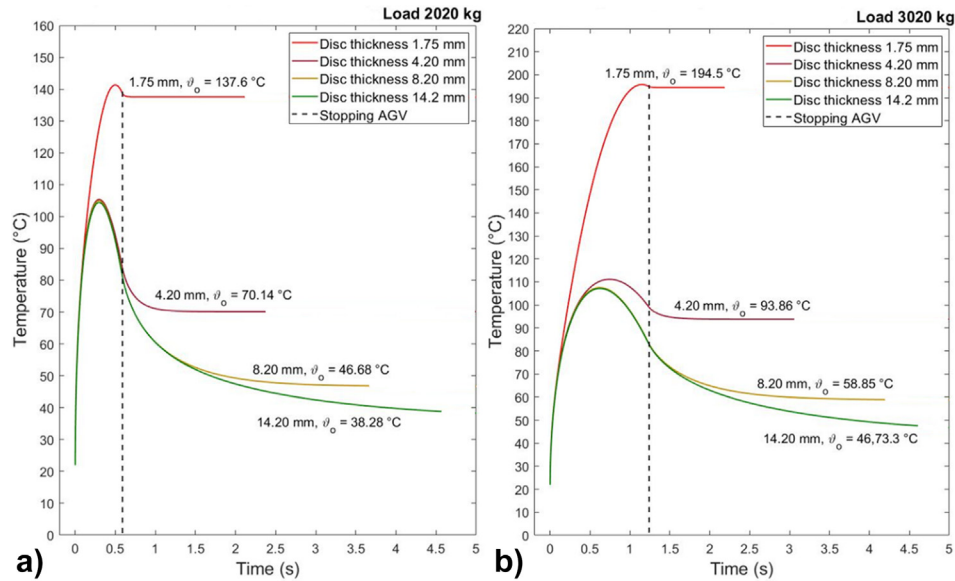 Load 2020 kg
160
150
140
130
120
110
100
90
80
70
60
50
40
30
20
10
0
Temperature (°C)
Disc thickness 1.75 mm
Disc thickness 4.20 mm
Disc thickness 8.20 mm
Disc thickness 14.2 mm
Stopping AGV
1.75 mm, ϑo = 137.6 °C
4.20 mm, ϑo = 70.14 °C
8.20 mm, ϑo = 46.68 °C
14.20 mm, ϑo = 38.28 °C
0 0.5 1 1.5 2 2.5 3 3.5 4 4.5 5
Time (s)
a)
Load 3020 kg
220
210
200
190
180
170
160
150
140
130
120
110
100
90
80
70
60
50
40
30
20
10
0
Temperature (°C)
Disc thickness 1.75 mm
Disc thickness 4.20 mm
Disc thickness 8.20 mm
Disc thickness 14.2 mm
Stopping AGV
1.75 mm, ϑo = 194.5 °C
4.20 mm, ϑo = 93.86 °C
8.20 mm, ϑo = 58.85 °C
14.20 mm, ϑo = 46,73.3 °C
0 0.5 1 1.5 2 2.5 3 3.5 4 4.5 5
Time (s)
b)